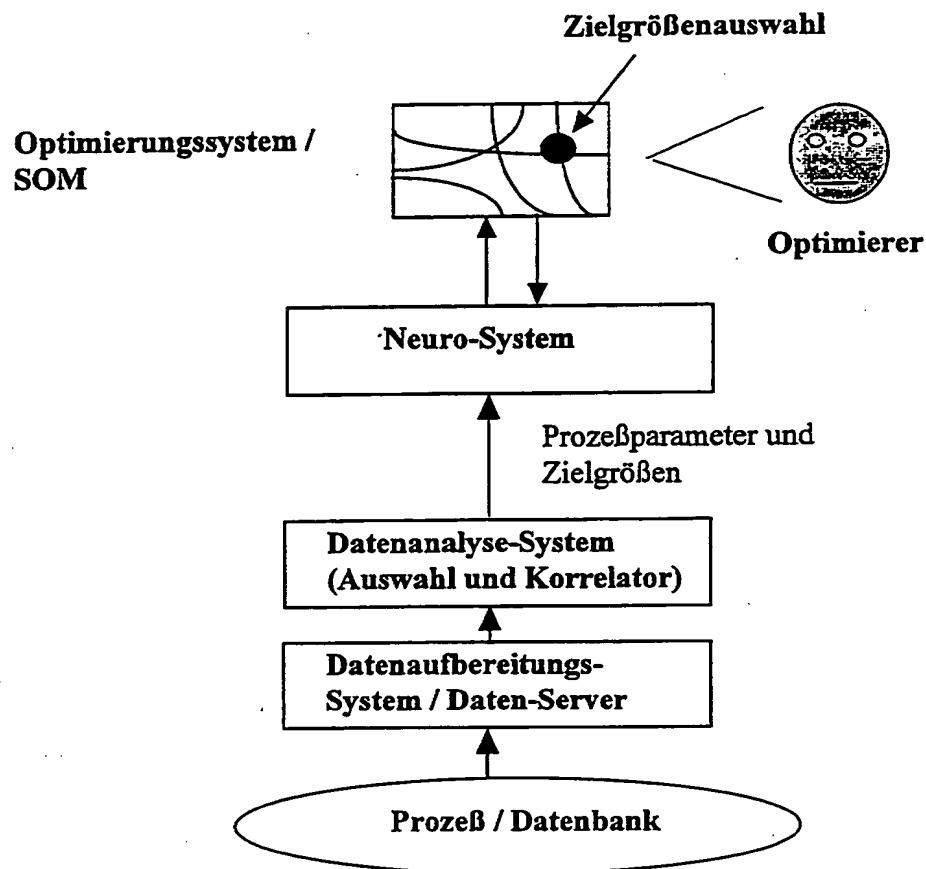 Zielgrößenauswahl
Optimierungssystem /
SOM
Optimierer
Neuro-System
Prozeßparameter und
Zielgrößen
Datenanalyse-System
(Auswahl und Korrelator)
Datenaufbereitungs-
System / Daten-Server
Prozeß / Datenbank